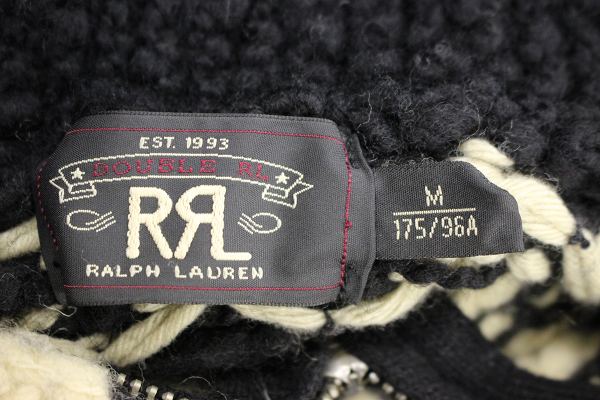 EST. 1993
DOUBLE RL
RRL
RALPH LAUREN
M
175/96A